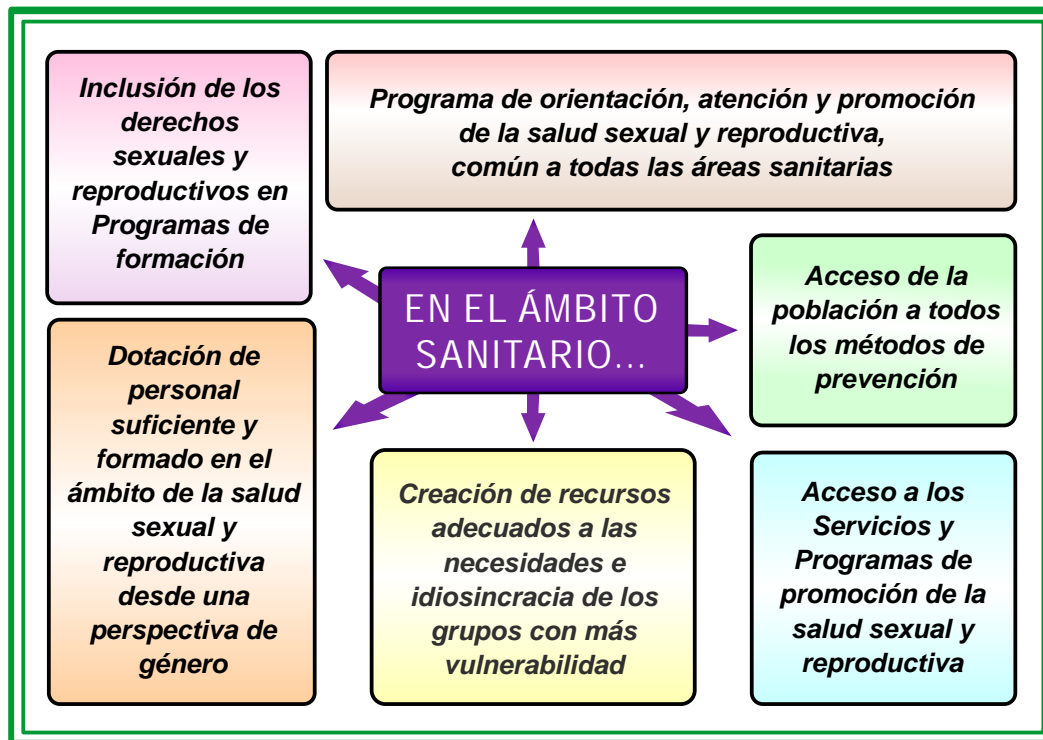 Inclusión de los
derechos
sexuales y
reproductivos en
Programas de
formación
Programa de orientación, atención y promoción
de la salud sexual y reproductiva,
común a todas las áreas sanitarias
EN EL ÁMBITO
SANITARIO...
Acceso de la
población a todos
los métodos de
prevención
Dotación de
personal
suficiente y
formado en el
ámbito de la salud
sexual y
reproductiva
desde una
perspectiva de
género
Creación de recursos
adecuados a las
necesidades e
idiosincracia de los
grupos con más
vulnerabilidad
Acceso a los
Servicios y
Programas de
promoción de la
salud sexual y
reproductiva